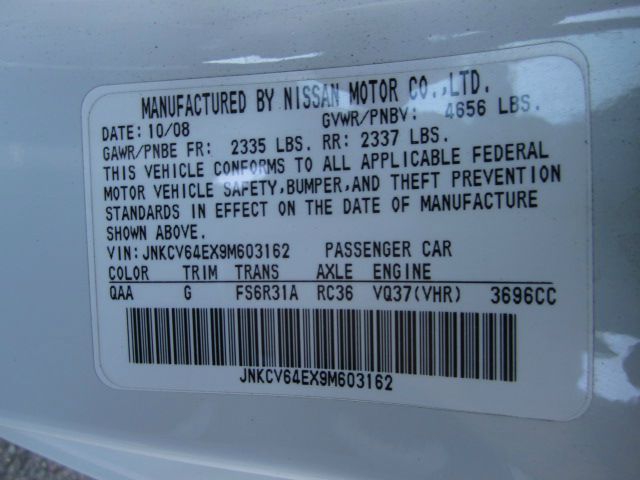 MANUFACTURED BY NISSAN MOTOR CO.,LTD.
DATE: 10/08 GVWR/PNBV: 4656 LBS.
GAWR/PNBE FR: 2335 LBS. RR: 2337 LBS.
THIS VEHICLE CONFORMS TO ALL APPLICABLE FEDERAL
MOTOR VEHICLE SAFETY,BUMPER,AND THEFT PREVENTION
STANDARDS IN EFFECT ON THE DATE OF MANUFACTURE
SHOWN ABOVE.
VIN:JNKCV64EX9M603162 PASSENGER CAR
COLOR TRIM TRANS AXLE ENGINE
QAA G FS6R31A RC36 VQ37(VHR) 3696CC
JNKCV64EX9M603162